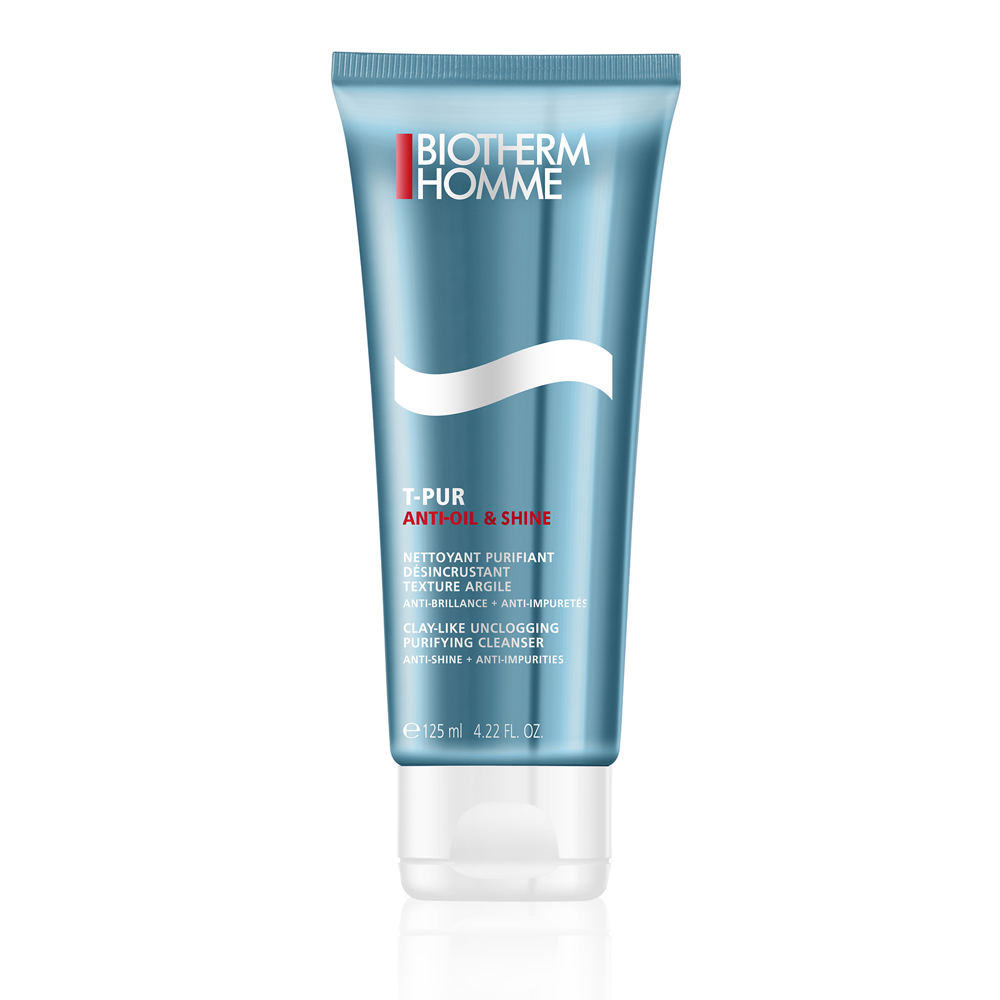 BIOTHERM
HOMME
T-PUR
ANTI-OIL & SHINE
NETTOYANT PURIFIANT
DÉSINCRUSTANT
TEXTURE ARGILE
ANTI-BRILLANCE + ANTI-IMPURETÉS
CLAY-LIKE UNCLOGGING
PURIFYING CLEANSER
ANTI-SHINE + ANTI-IMPURITIES
℮ 125 ml 4.22 FL. OZ.